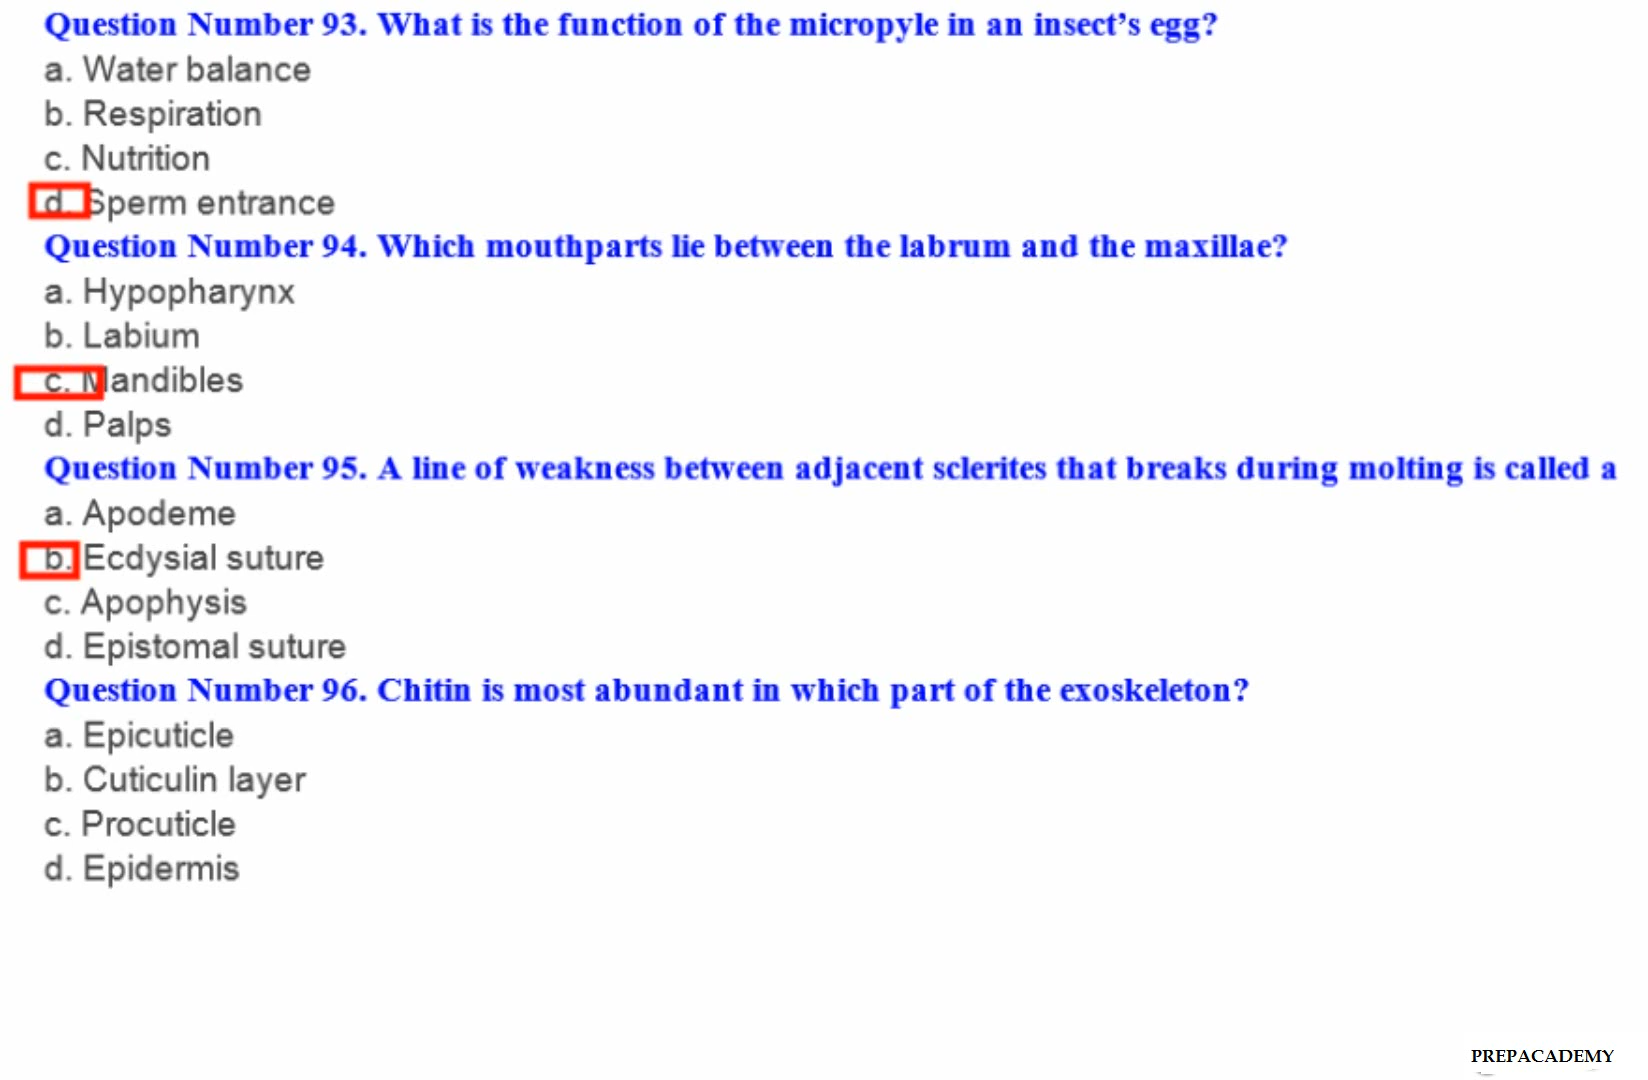 Question Number 93. What is the function of the micropyle in an insect’s egg?
a. Water balance
b. Respiration
c. Nutrition
d. Sperm entrance
Question Number 94. Which mouthparts lie between the labrum and the maxillae?
a. Hypopharynx
b. Labium
c. Mandibles
d. Palps
Question Number 95. A line of weakness between adjacent sclerites that breaks during molting is called a
a. Apodeme
b. Ecdysial suture
c. Apophysis
d. Epistomal suture
Question Number 96. Chitin is most abundant in which part of the exoskeleton?
a. Epicuticle
b. Cuticulin layer
c. Procuticle
d. Epidermis
PREPACADEMY